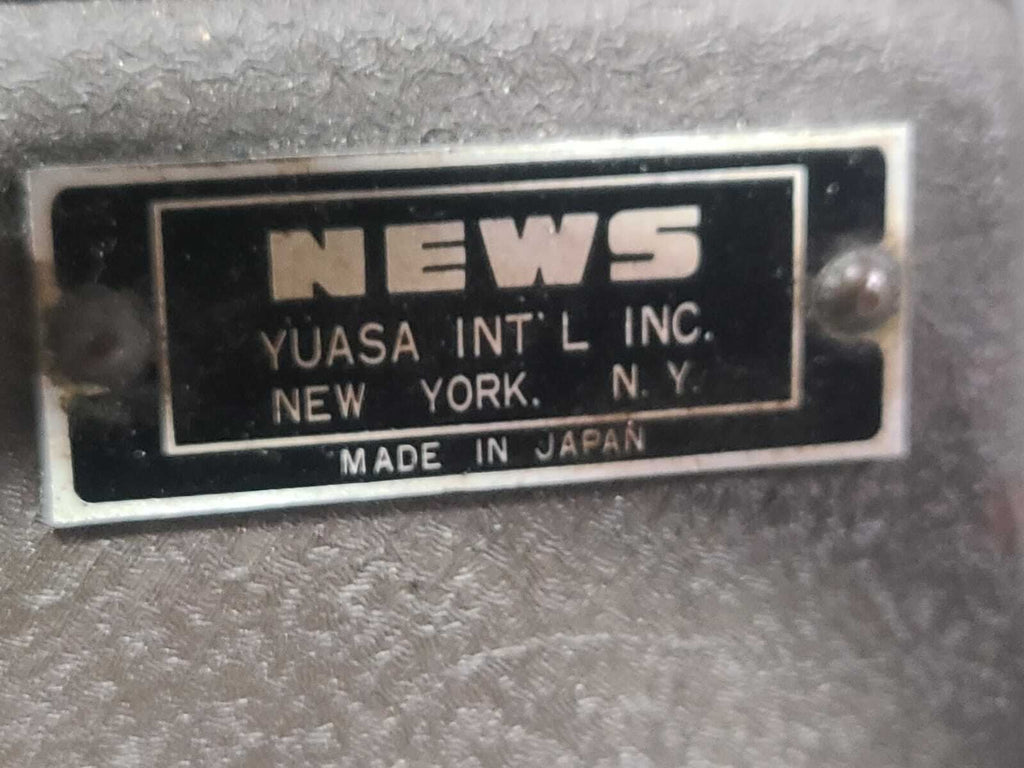 NEWS
YUASA INT'L INC.
NEW YORK. N.Y.
MADE IN JAPAN